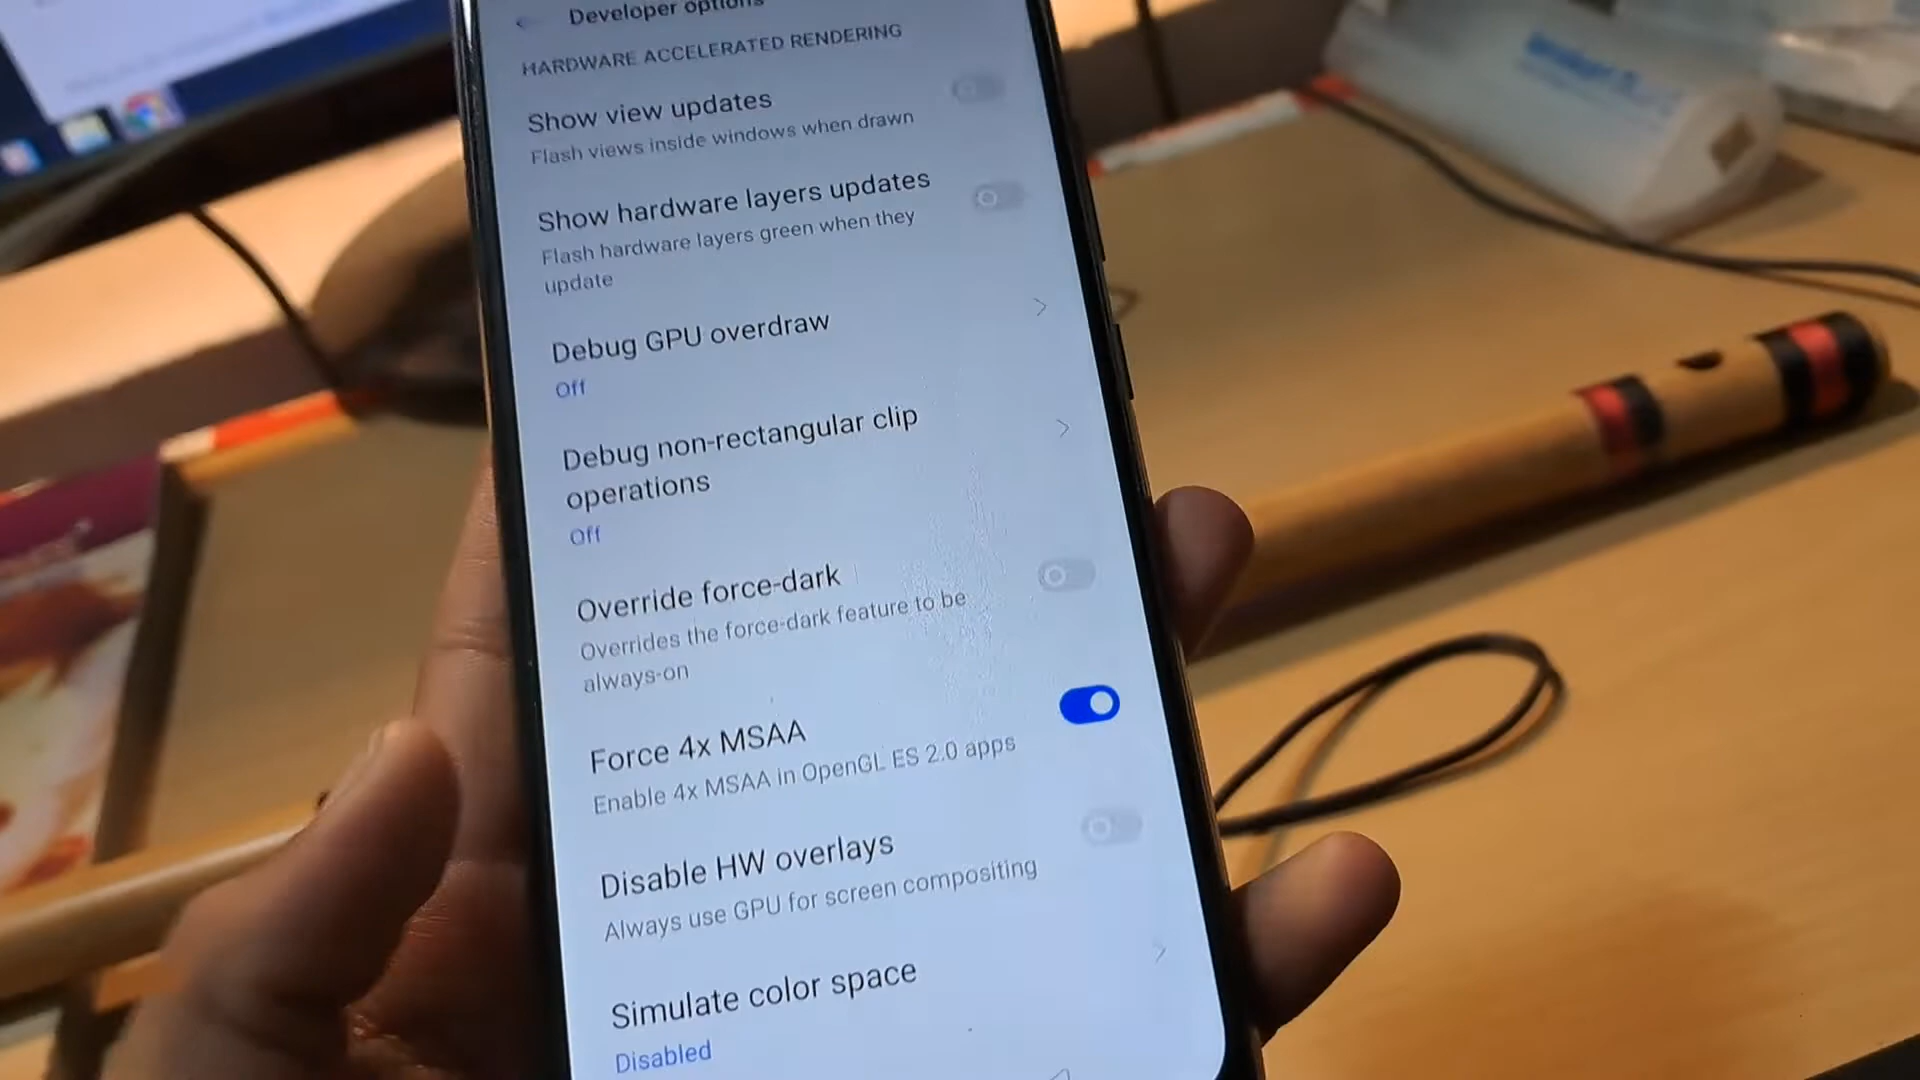 Developer options
HARDWARE ACCELERATED RENDERING
Show view updates
Flash views inside windows when drawn
Show hardware layers updates
Flash hardware layers green when they
update
Debug GPU overdraw
Off
Debug non-rectangular clip
operations
Off
Override force-dark
Overrides the force-dark feature to be
always-on
Force 4x MSAA
Enable 4x MSAA in OpenGL ES 2.0 apps
Disable HW overlays
Always use GPU for screen compositing
Simulate color space
Disabled